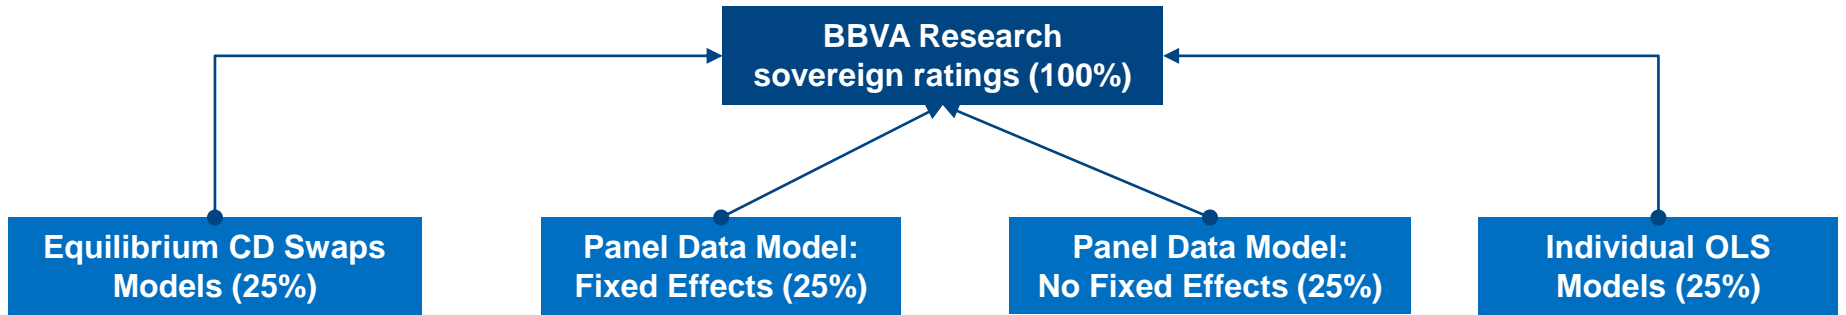 BBVA Research
sovereign ratings (100%)
Equilibrium CD Swaps
Models (25%)
Panel Data Model:
Fixed Effects (25%)
Panel Data Model:
No Fixed Effects (25%)
Individual OLS
Models (25%)